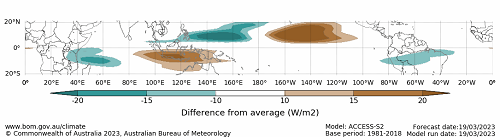 20°N
0°
20°S
0°
20°E
40°E
60°E
80°E
100°E
120°E
140°E
160°E
180°
160°W
140°W
120°W
100°W
80°W
60°W
40°W
20°W
0°
-20 -15 -10 10 15 20
Difference from average (W/m2)
www.bom.gov.au/climate Model: ACCESS-S2 Forecast date:19/03/2023
© Commonwealth of Australia 2023, Australian Bureau of Meteorology Base period: 1981-2018 Model run date: 19/03/2023